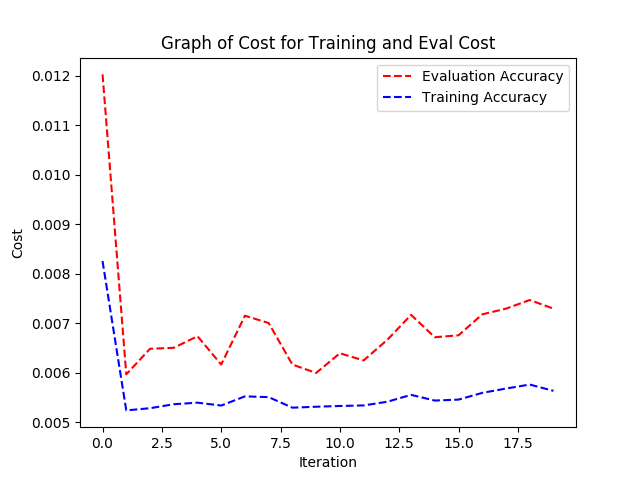 Graph of Cost for Training and Eval Cost
Evaluation Accuracy
Training Accuracy
0.012
0.011
0.010
0.009
0.008
0.007
0.006
0.005
Cost
0.0 2.5 5.0 7.5 10.0 12.5 15.0 17.5
Iteration